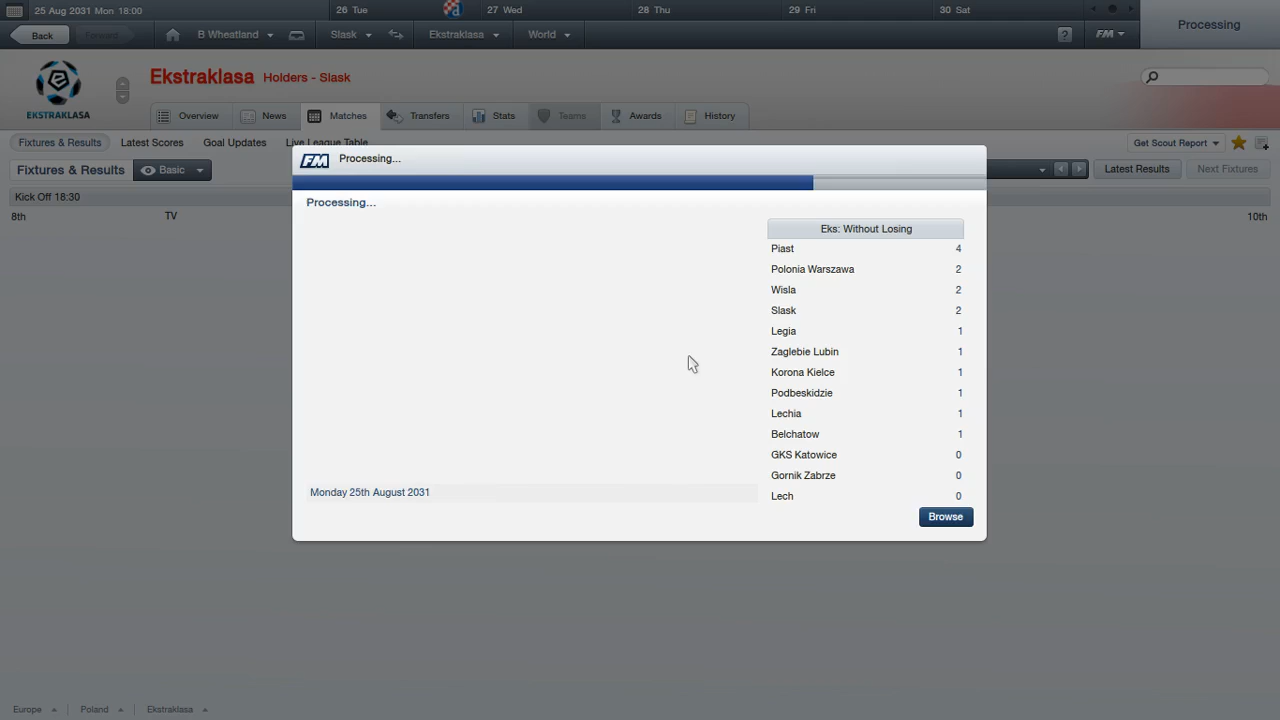 25 Aug 2031 Mon 18:00
26 Tue
27 Wed
28 Thu
29 Fri
30 Sat
Processing
Back
Forward
B Wheatland
Slask
Ekstraklasa
World
?
FM
Ekstraklasa
Holders - Slask
EKSTRAKLASA
Overview
News
Matches
Transfers
Stats
Teams
Awards
History
Fixtures & Results
Latest Scores
Goal Updates
Live League Table
Get Scout Report
Fixtures & Results
Basic
Latest Results
Next Fixtures
Kick Off 18:30
8th
TV
10th
FM
Processing...
Processing...
Eks: Without Losing
Piast 4
Polonia Warszawa 2
Wisla 2
Slask 2
Legia 1
Zaglebie Lubin 1
Korona Kielce 1
Podbeskidzie 1
Lechia 1
Belchatow 1
GKS Katowice 0
Gornik Zabrze 0
Lech 0
Monday 25th August 2031
Browse
Europe
Poland
Ekstraklasa